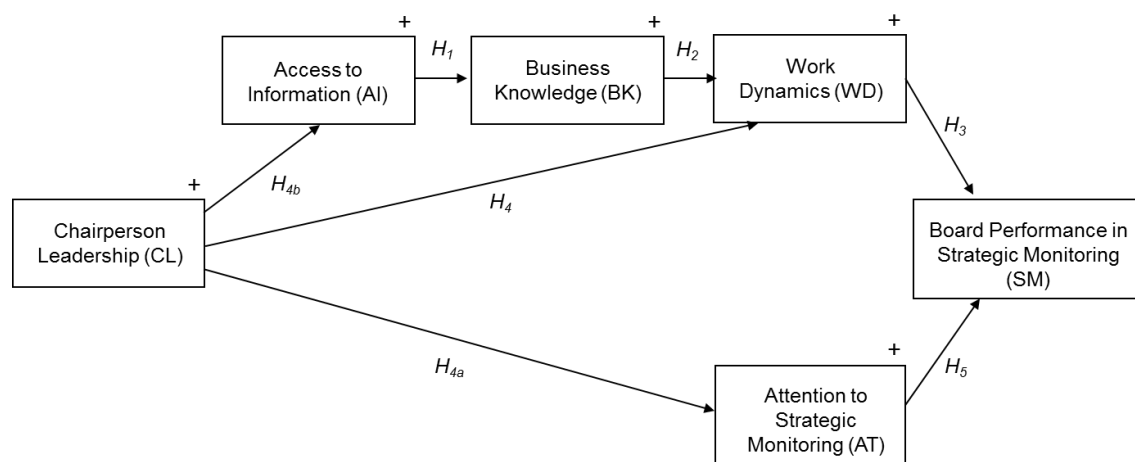 +
+
+
H1
H2
Access to
Information (AI)
Business
Knowledge (BK)
Work
Dynamics (WD)
H3
+
H4b
H4
Chairperson
Leadership (CL)
Board Performance in
Strategic Monitoring
(SM)
H4a
+
H5
Attention to
Strategic
Monitoring (AT)